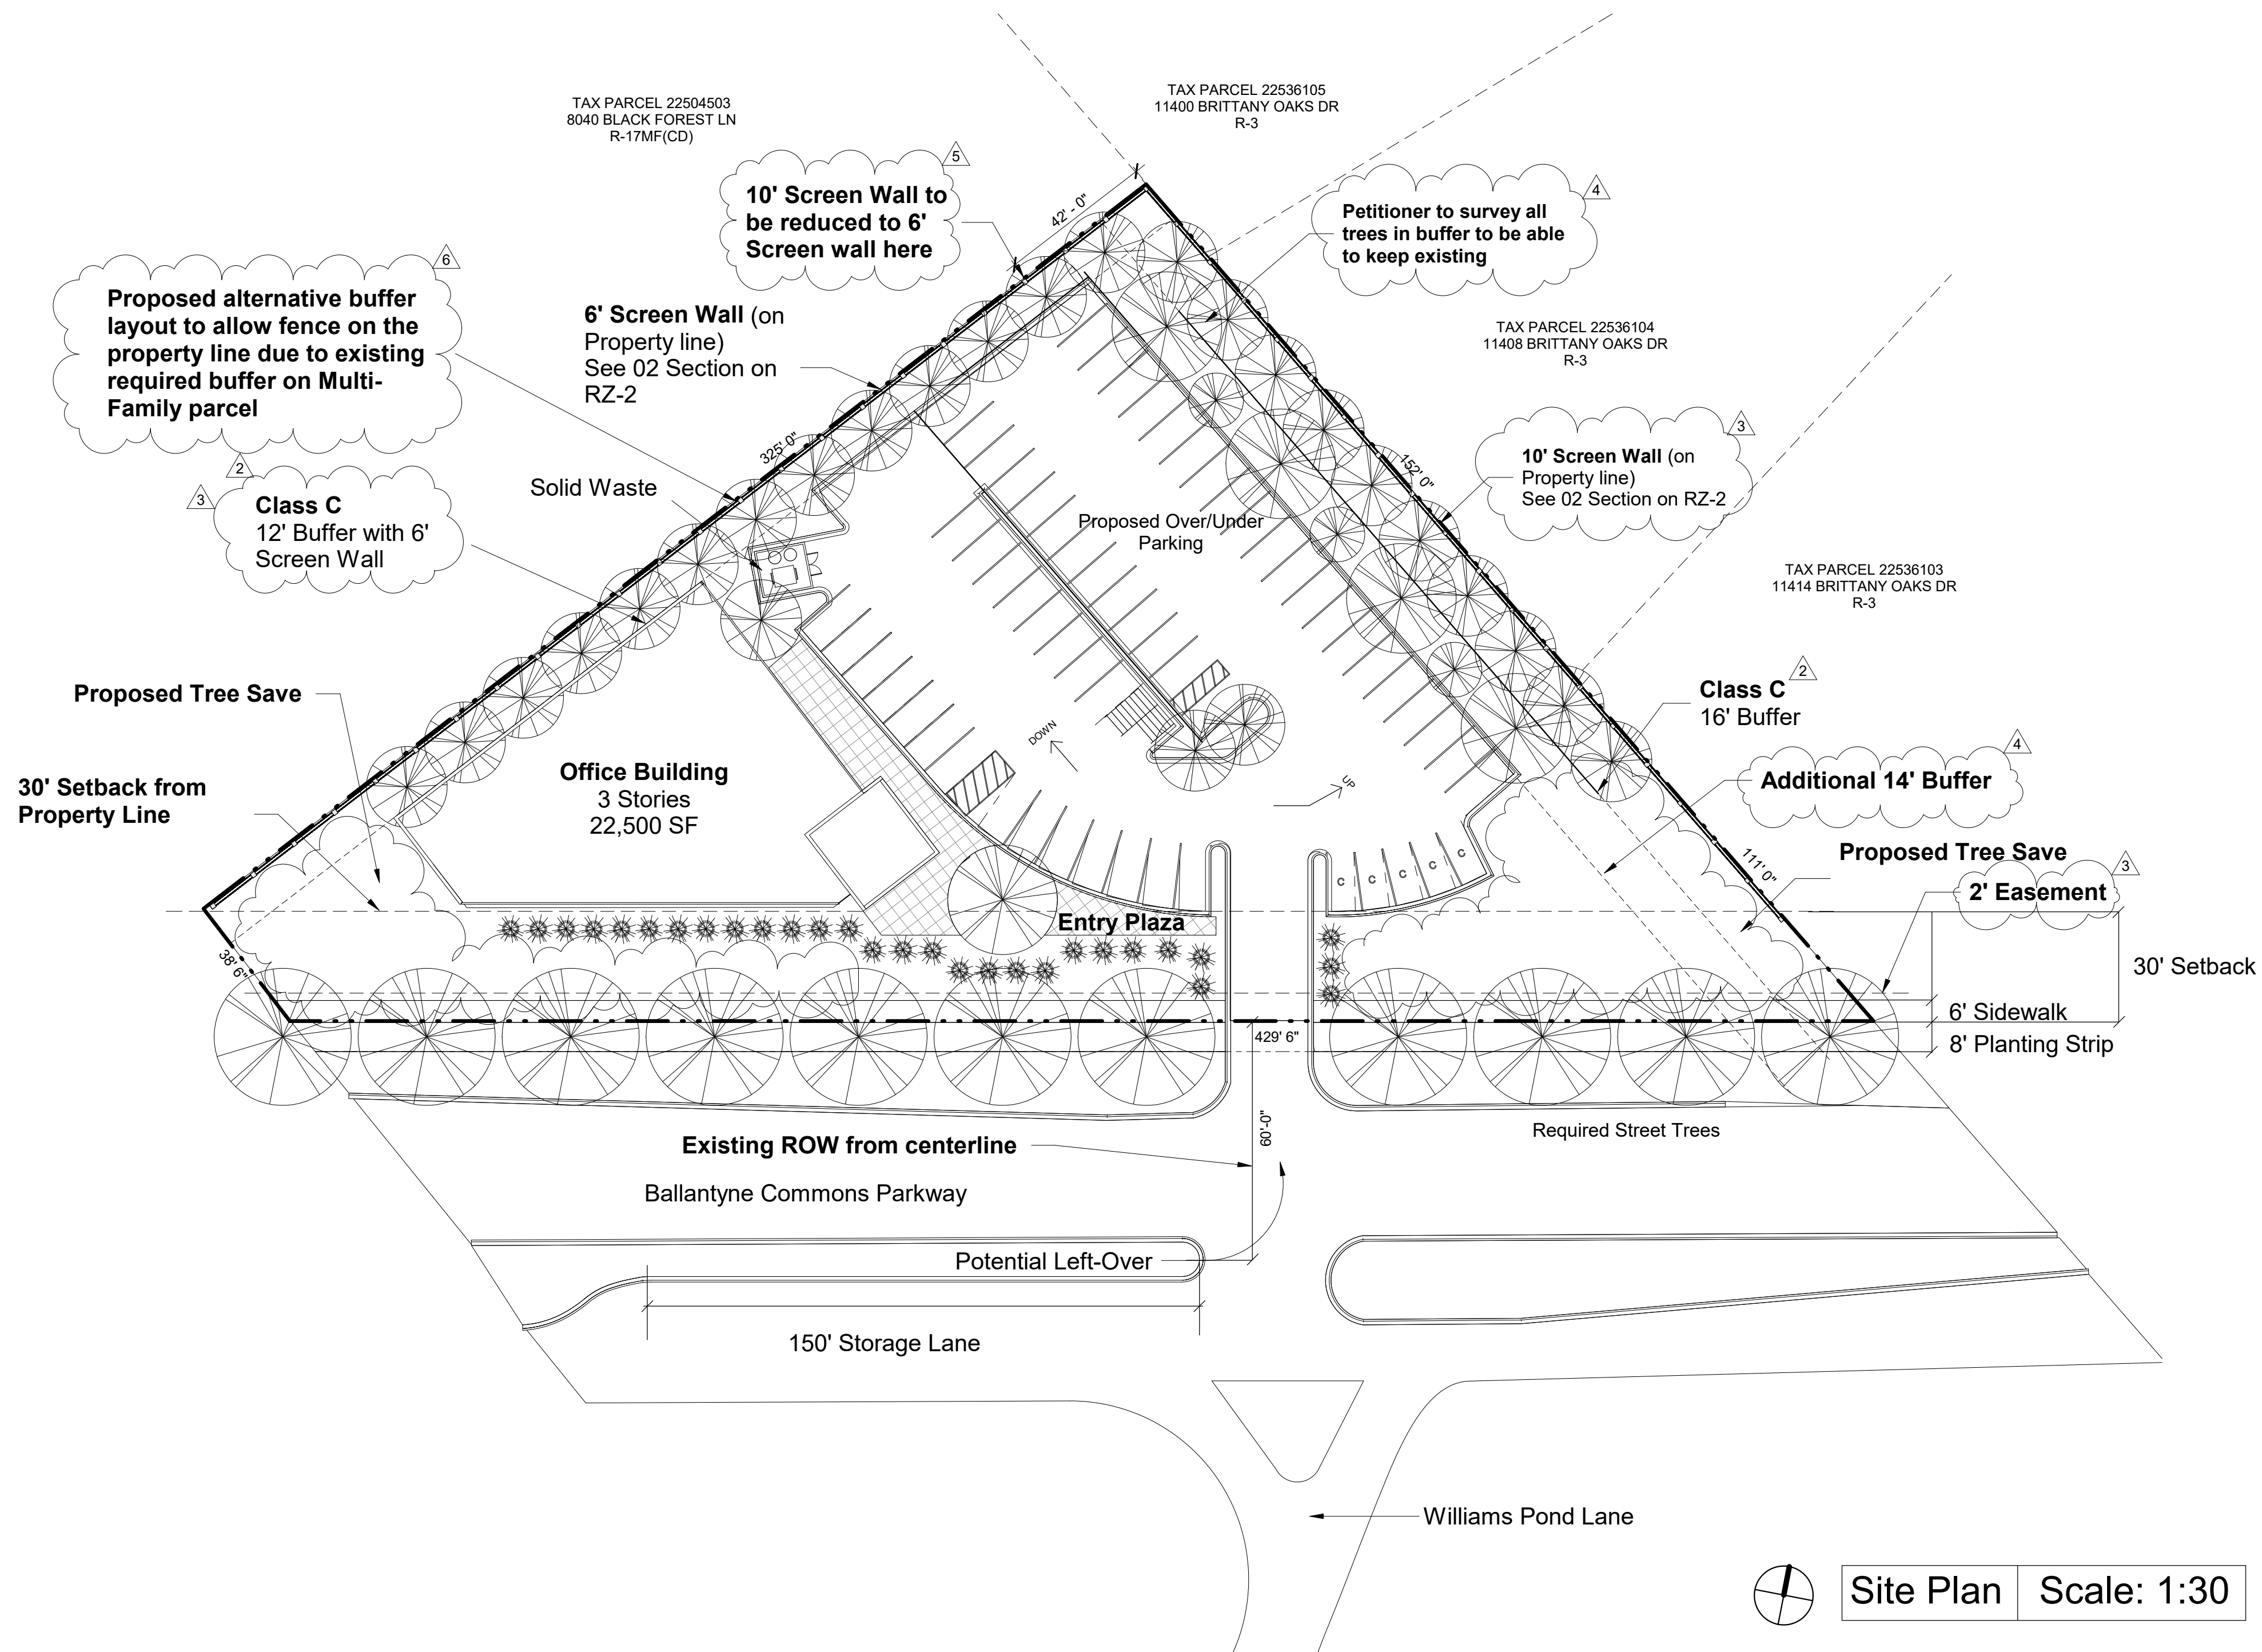 TAX PARCEL 22504503
8040 BLACK FOREST LN
R-17MF(CD)
TAX PARCEL 22536105
11400 BRITTANY OAKS DR
R-3
5
10' Screen Wall to
be reduced to 6'
Screen wall here
42' - 0"
4
Petitioner to survey all
trees in buffer to be able
to keep existing
6
Proposed alternative buffer
layout to allow fence on the
property line due to existing
required buffer on Multi-
Family parcel
6' Screen Wall (on
Property line)
See 02 Section on
RZ-2
TAX PARCEL 22536104
11408 BRITTANY OAKS DR
R-3
3
10' Screen Wall (on
Property line)
See 02 Section on RZ-2
325' 0"
152' 0"
2
3
Class C
12' Buffer with 6'
Screen Wall
Solid Waste
Proposed Over/Under
Parking
TAX PARCEL 22536103
11414 BRITTANY OAKS DR
R-3
Proposed Tree Save
2
Class C
16' Buffer
DOWN
UP
4
Additional 14' Buffer
30' Setback from
Property Line
Office Building
3 Stories
22,500 SF
C
C
C
C
C
111' 0"
Proposed Tree Save
3
2' Easement
Entry Plaza
38' 6"
30' Setback
6' Sidewalk
8' Planting Strip
429' 6"
60'-0"
Required Street Trees
Existing ROW from centerline
Ballantyne Commons Parkway
Potential Left-Over
150' Storage Lane
Williams Pond Lane
Site Plan
Scale: 1:30